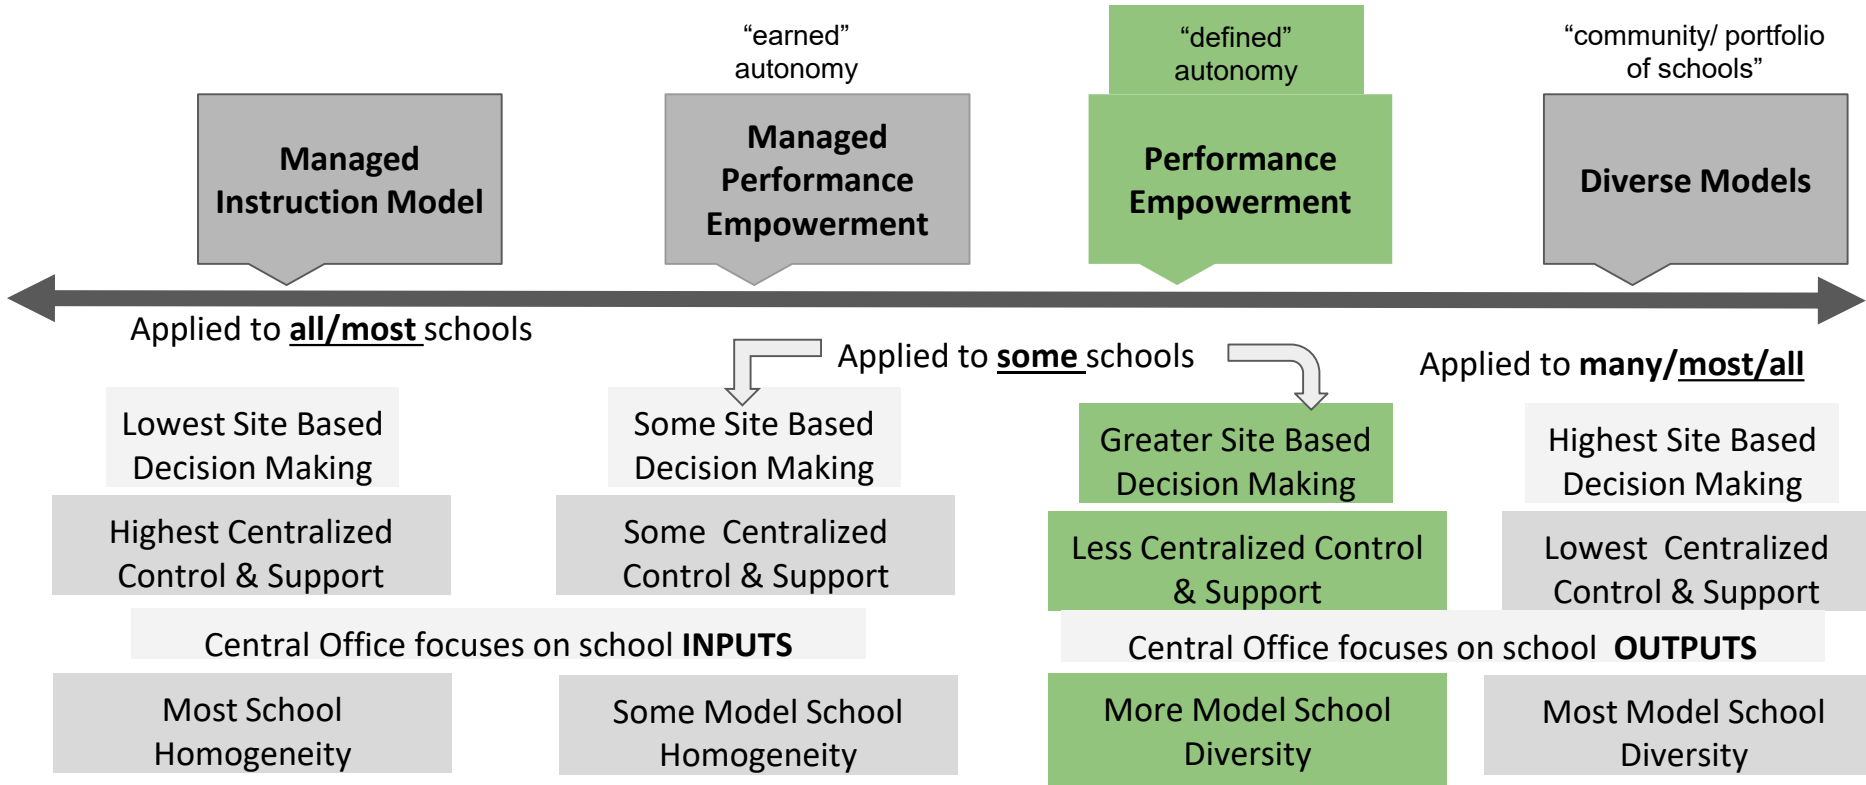 “earned”
autonomy
“defined”
autonomy
“community/ portfolio
of schools”
Managed
Instruction Model
Managed
Performance
Empowerment
Performance
Empowerment
Diverse Models
Applied to all/most schools
Applied to some schools
Applied to many/most/all
Lowest Site Based
Decision Making
Some Site Based
Decision Making
Greater Site Based
Decision Making
Highest Site Based
Decision Making
Highest Centralized
Control & Support
Some Centralized
Control & Support
Less Centralized Control
& Support
Lowest Centralized
Control & Support
Central Office focuses on school INPUTS
Central Office focuses on school OUTPUTS
Most School
Homogeneity
Some Model School
Homogeneity
More Model School
Diversity
Most Model School
Diversity